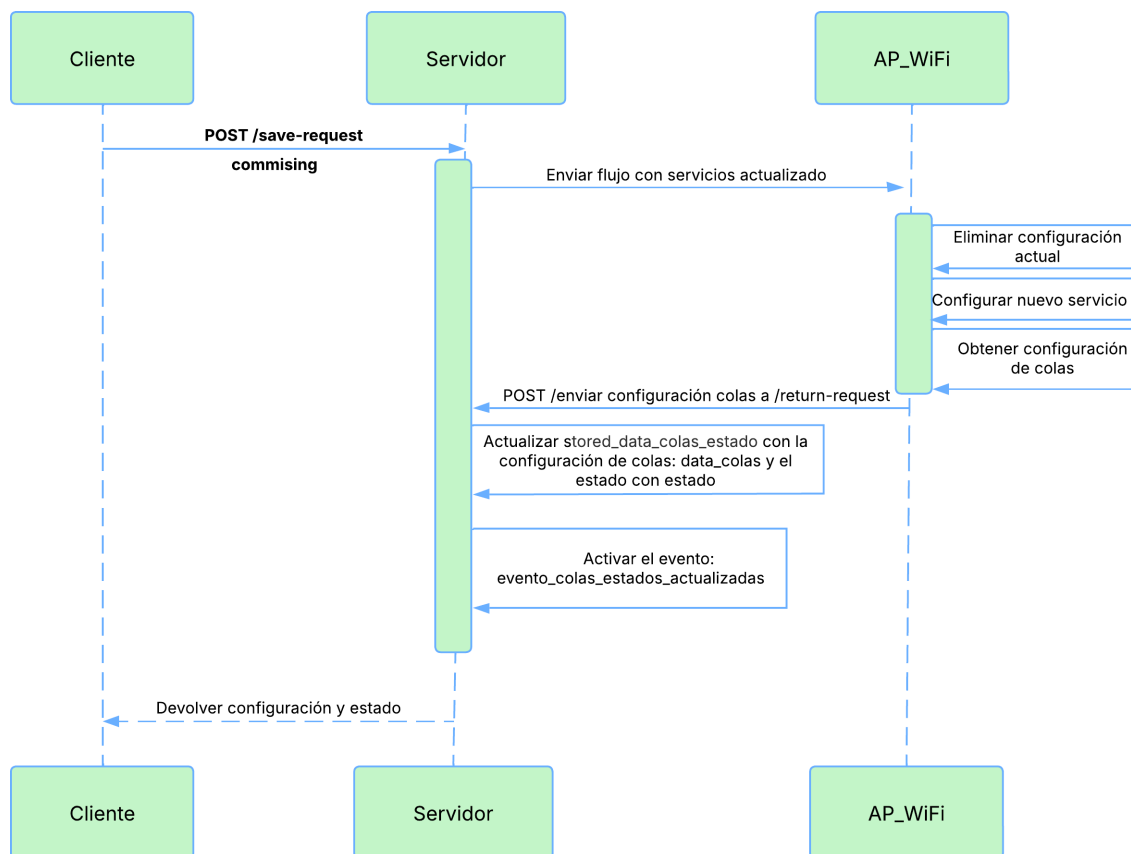 Cliente
Servidor
AP_WiFi
POST /save-request
commising
Enviar flujo con servicios actualizado
Eliminar configuración
actual
Configurar nuevo servicio
Obtener configuración
de colas
POST /enviar configuración colas a /return-request
Actualizar stored_data_colas_estado con la
configuración de colas: data_colas y el
estado con estado
Activar el evento:
evento_colas_estados_actualizadas
Devolver configuración y estado
Cliente
Servidor
AP_WiFi